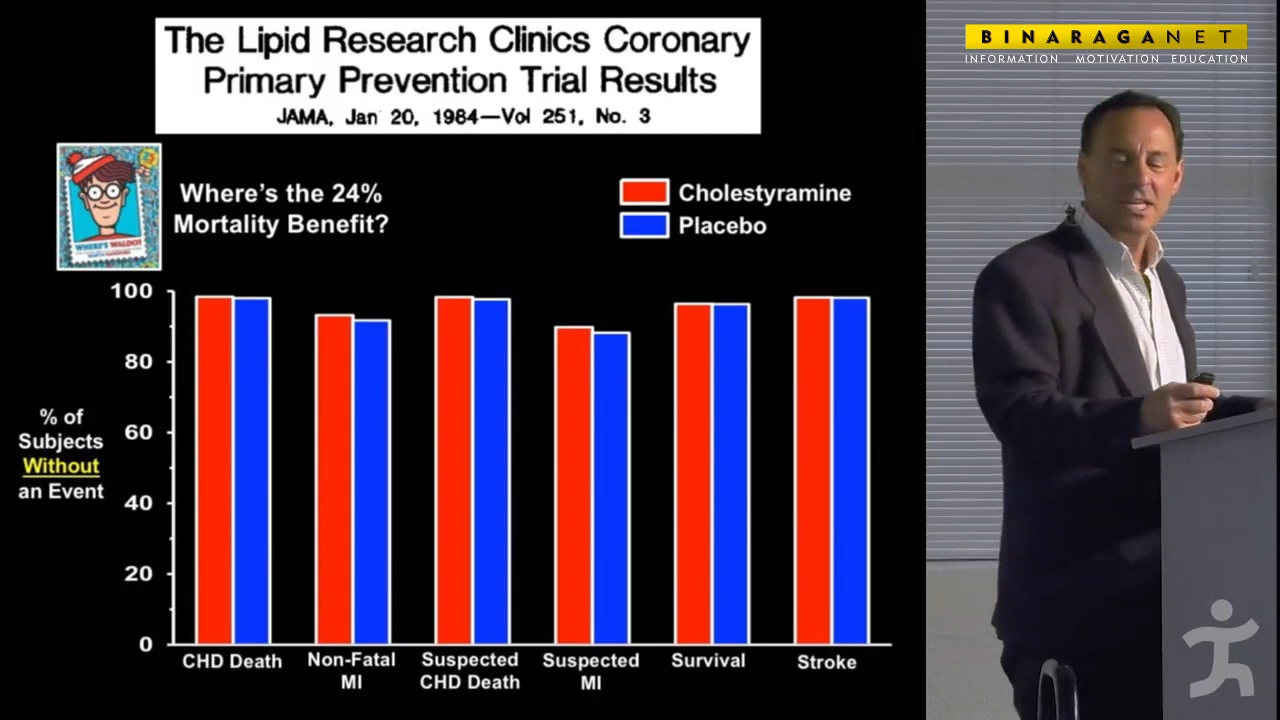 The Lipid Research Clinics Coronary
Primary Prevention Trial Results
JAMA, Jan 20, 1984—Vol 251, No. 3
BINARAGANET
INFORMATION MOTIVATION EDUCATION
WHERE'S WALDO?
Where's the 24%
Mortality Benefit?
Cholestyramine
Placebo
100
80
60
40
20
0
% of
Subjects
Without
an Event
CHD Death
Non-Fatal
MI
Suspected
CHD Death
Suspected
MI
Survival
Stroke